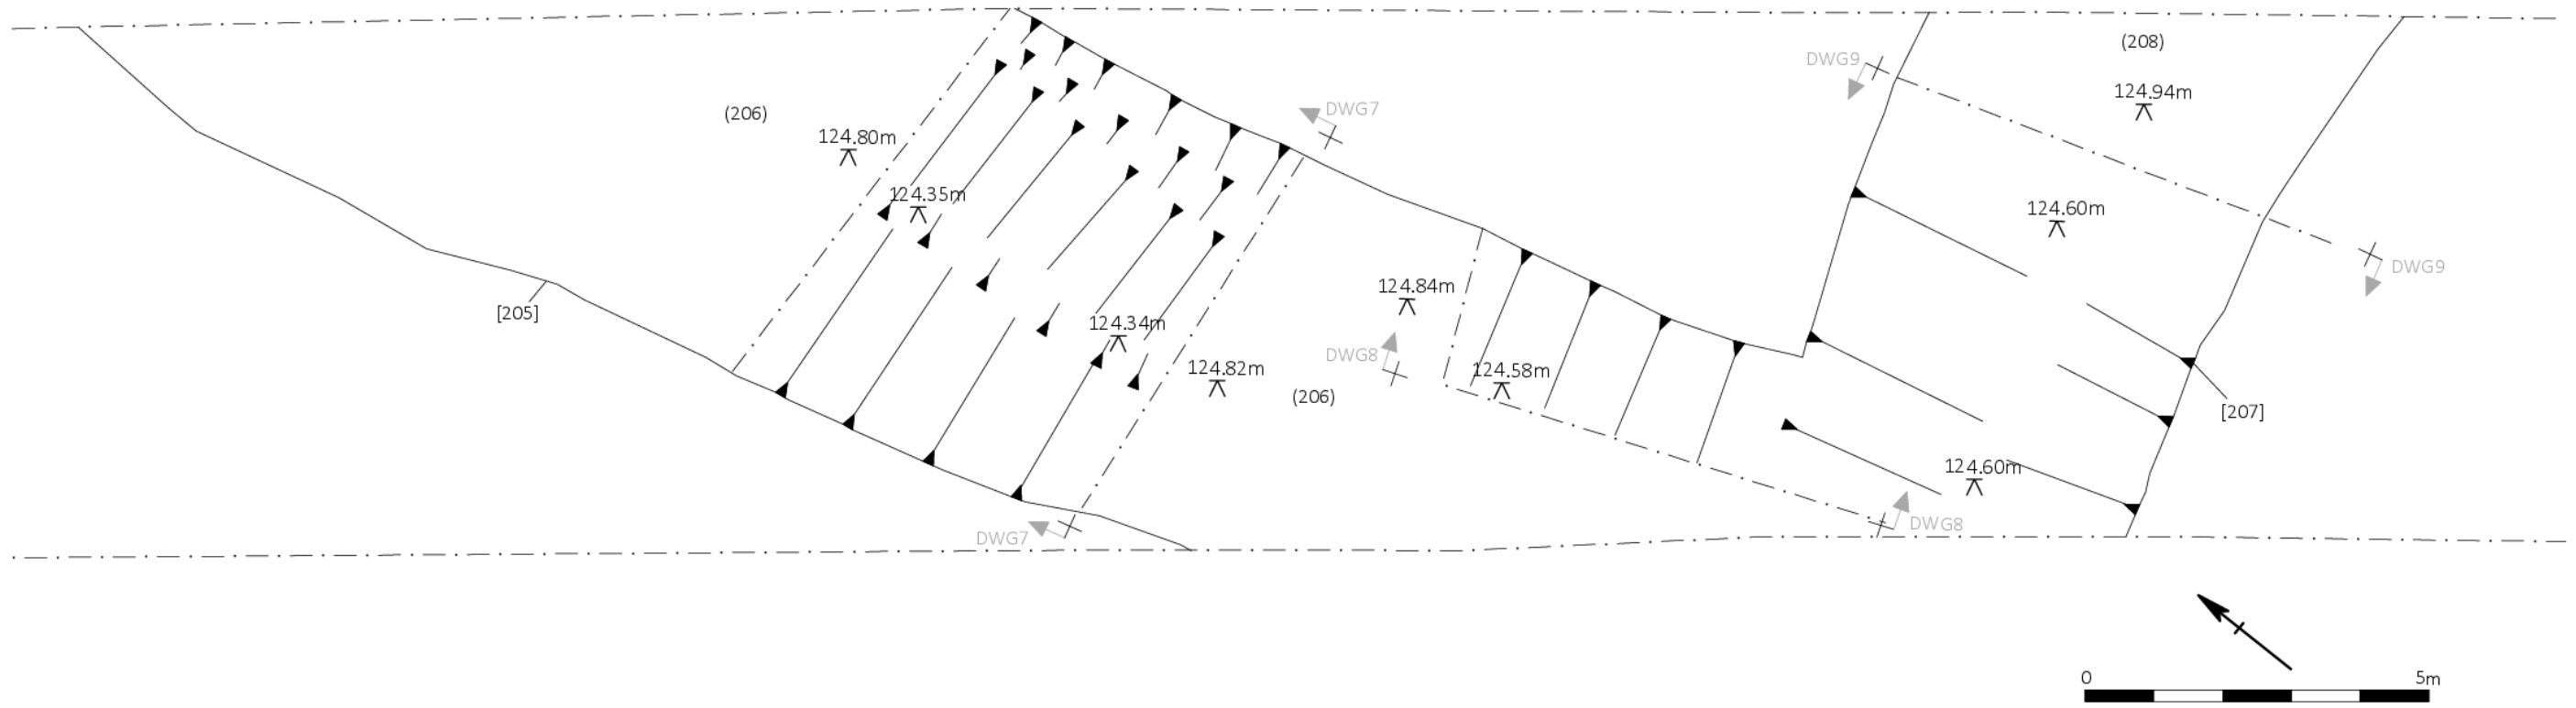 (208)
DWG9
124.94m
(206)
DWG7
124.80m
124.35m
124.60m
DWG9
124.84m
[205]
124.34m
DWG8
124.82m
124.58m
(206)
[207]
124.60m
DWG8
DWG7
0 5m